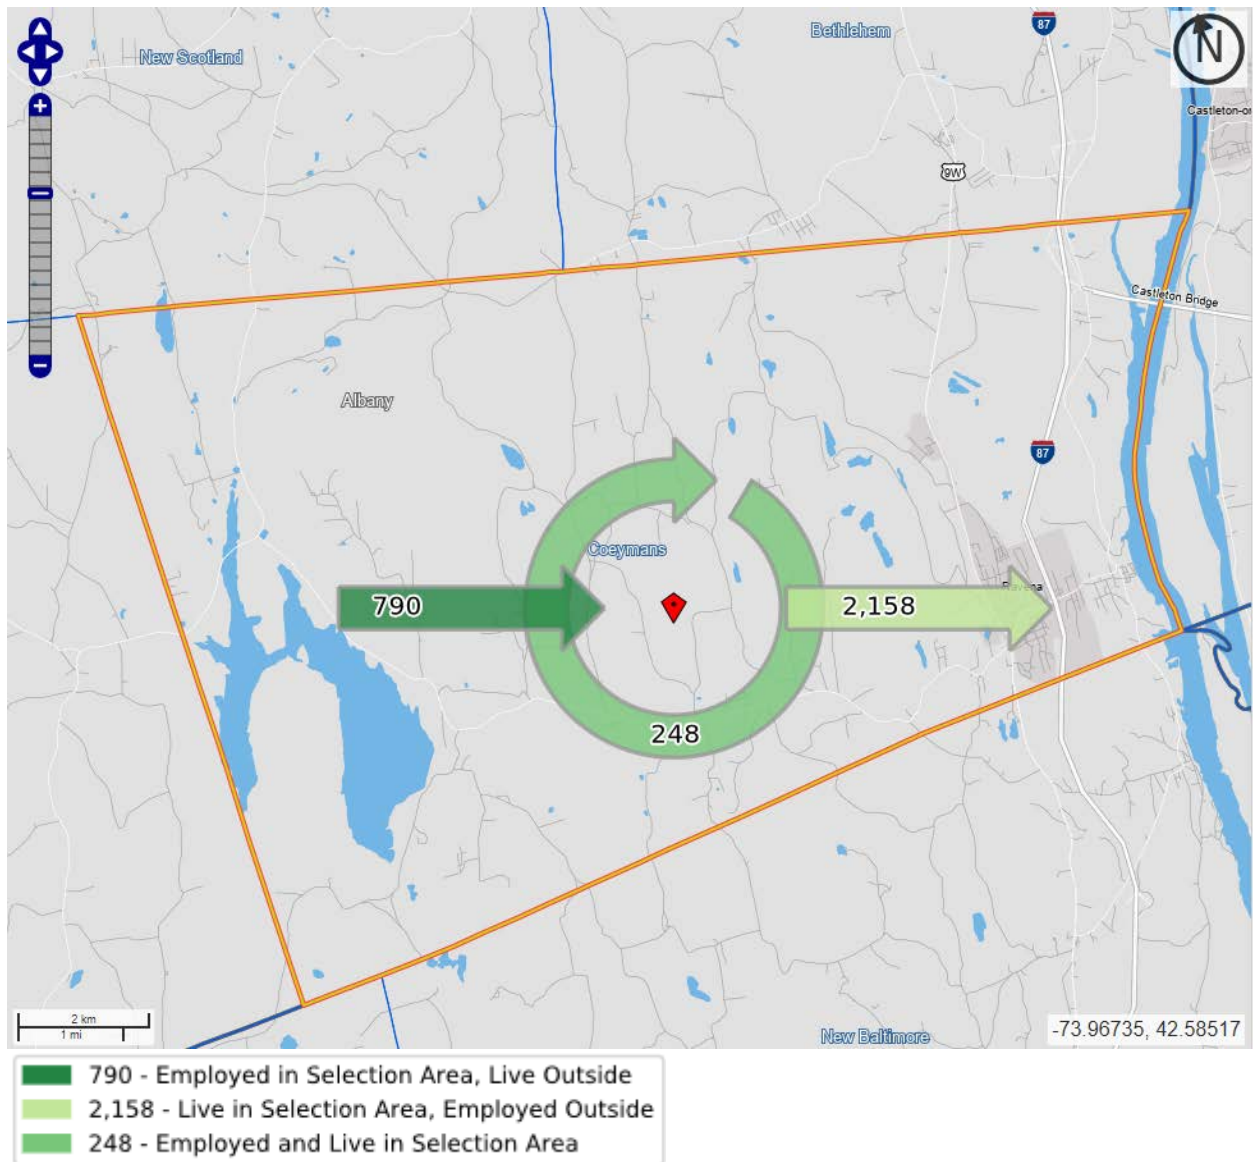 87
Bethlehem
New Scotland
N
Castleton-on
9W
Castleton Bridge
Albany
87
Coeymans
Ravena
790
2,158
248
2 km
1 mi
New Baltimore
-73.96735, 42.58517
790 - Employed in Selection Area, Live Outside
2,158 - Live in Selection Area, Employed Outside
248 - Employed and Live in Selection Area